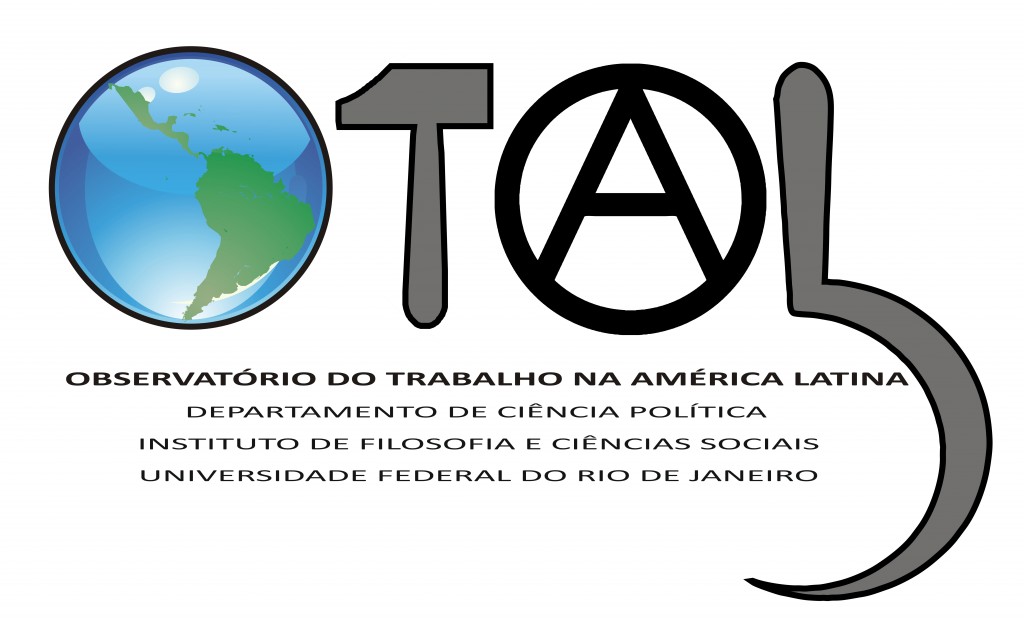 OTAL
OBSERVATÓRIO DO TRABALHO NA AMÉRICA LATINA
DEPARTAMENTO DE CIÊNCIA POLÍTICA
INSTITUTO DE FILOSOFIA E CIÊNCIAS SOCIAIS
UNIVERSIDADE FEDERAL DO RIO DE JANEIRO